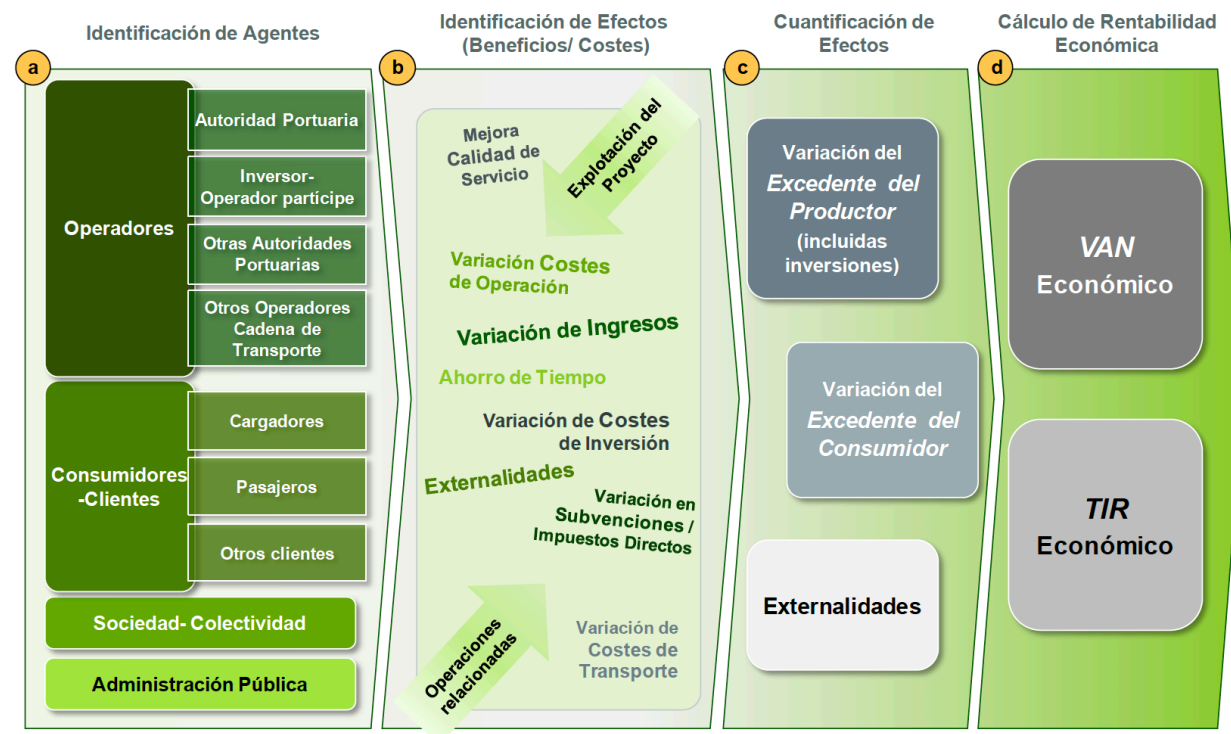 Identificación de Agentes
Identificación de Efectos
(Beneficios/ Costes)
Cuantificación de
Efectos
Cálculo de Rentabilidad
Económica
a
Operadores
Autoridad Portuaria
Inversor-
Operador partícipe
Otras Autoridades
Portuarias
Otros Operadores
Cadena de
Transporte
Consumidores
-Clientes
Cargadores
Pasajeros
Otros clientes
Sociedad- Colectividad
Administración Pública
b
Explotación del
Proyecto
Mejora
Calidad de
Servicio
Variación Costes
de Operación
Variación de Ingresos
Ahorro de Tiempo
Variación de Costes
de Inversión
Externalidades
Variación en
Subvenciones /
Impuestos Directos
Operaciones
relacionadas
Variación de
Costes de
Transporte
c
Variación del
Excedente del
Productor
(incluidas
inversiones)
Variación del
Excedente del
Consumidor
Externalidades
d
VAN
Económico
TIR
Económico